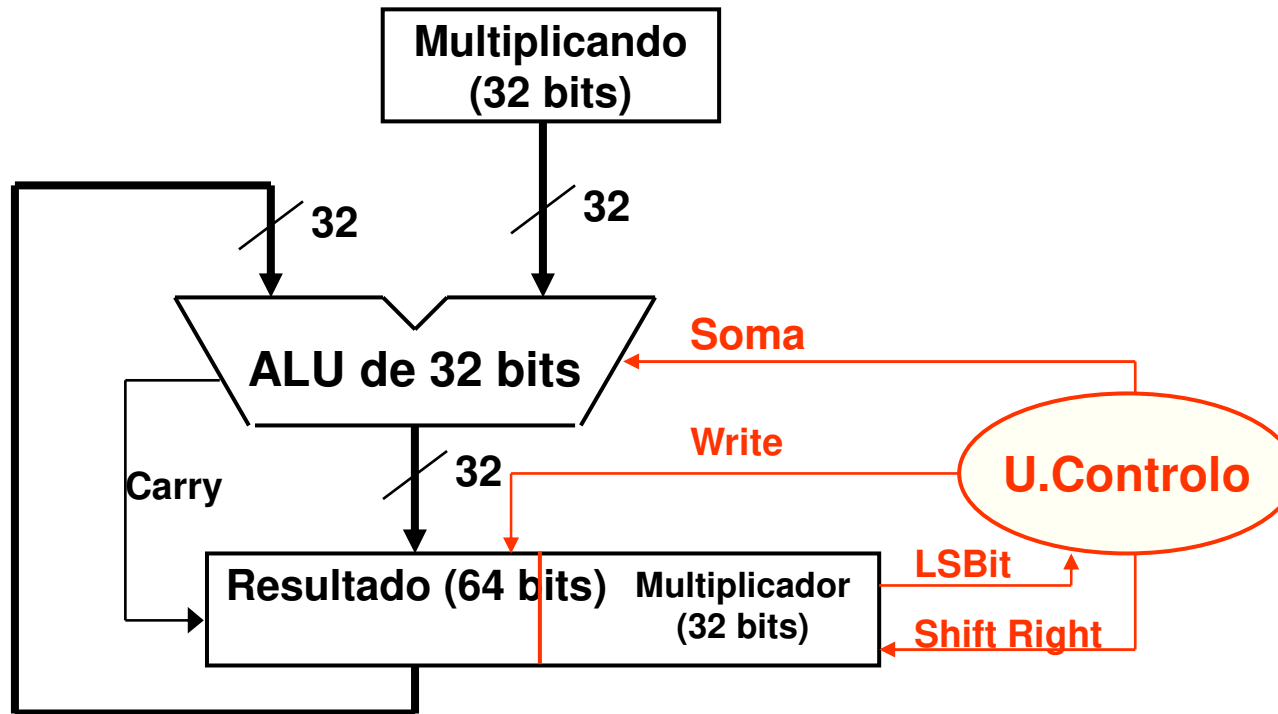 Multiplicando
(32 bits)
32
32
Soma
ALU de 32 bits
Write
32
U.Controlo
Carry
LSBit
Resultado (64 bits)
Multiplicador
(32 bits)
Shift Right